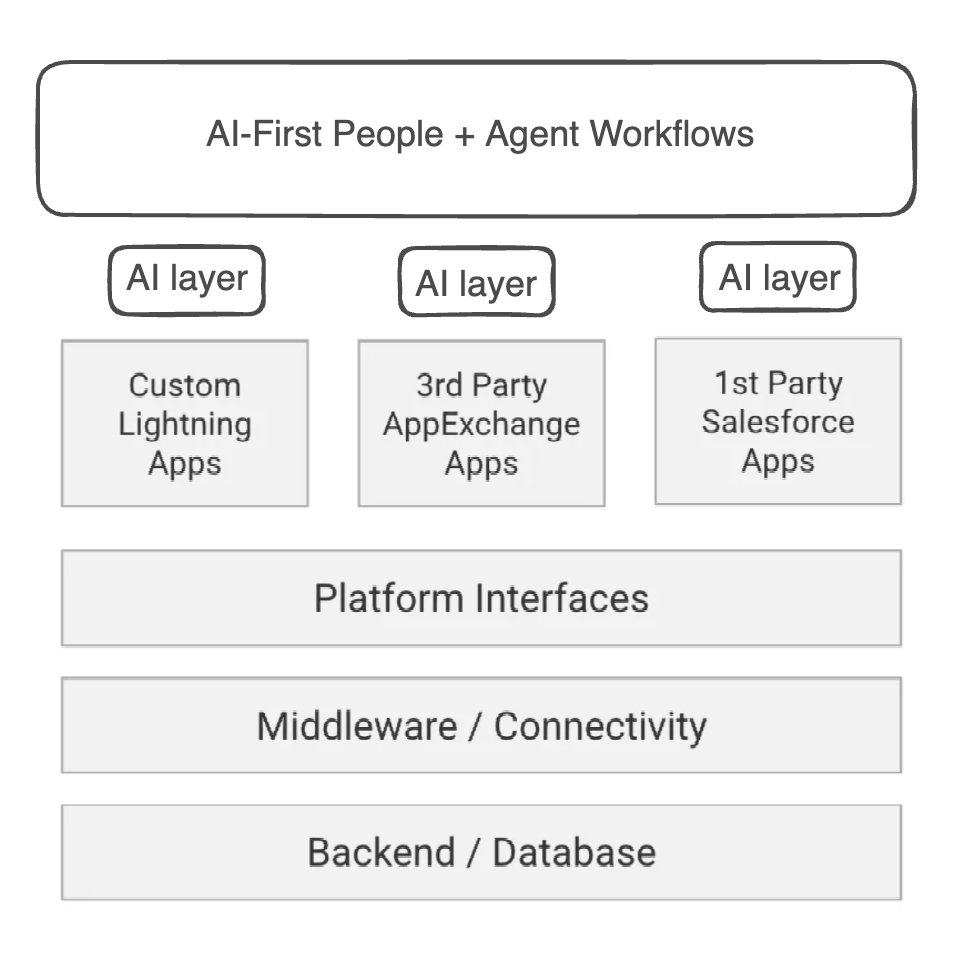 AI-First People + Agent Workflows
AI layer
AI layer
AI layer
Custom
Lightning
Apps
3rd Party
AppExchange
Apps
1st Party
Salesforce
Apps
Platform Interfaces
Middleware / Connectivity
Backend / Database